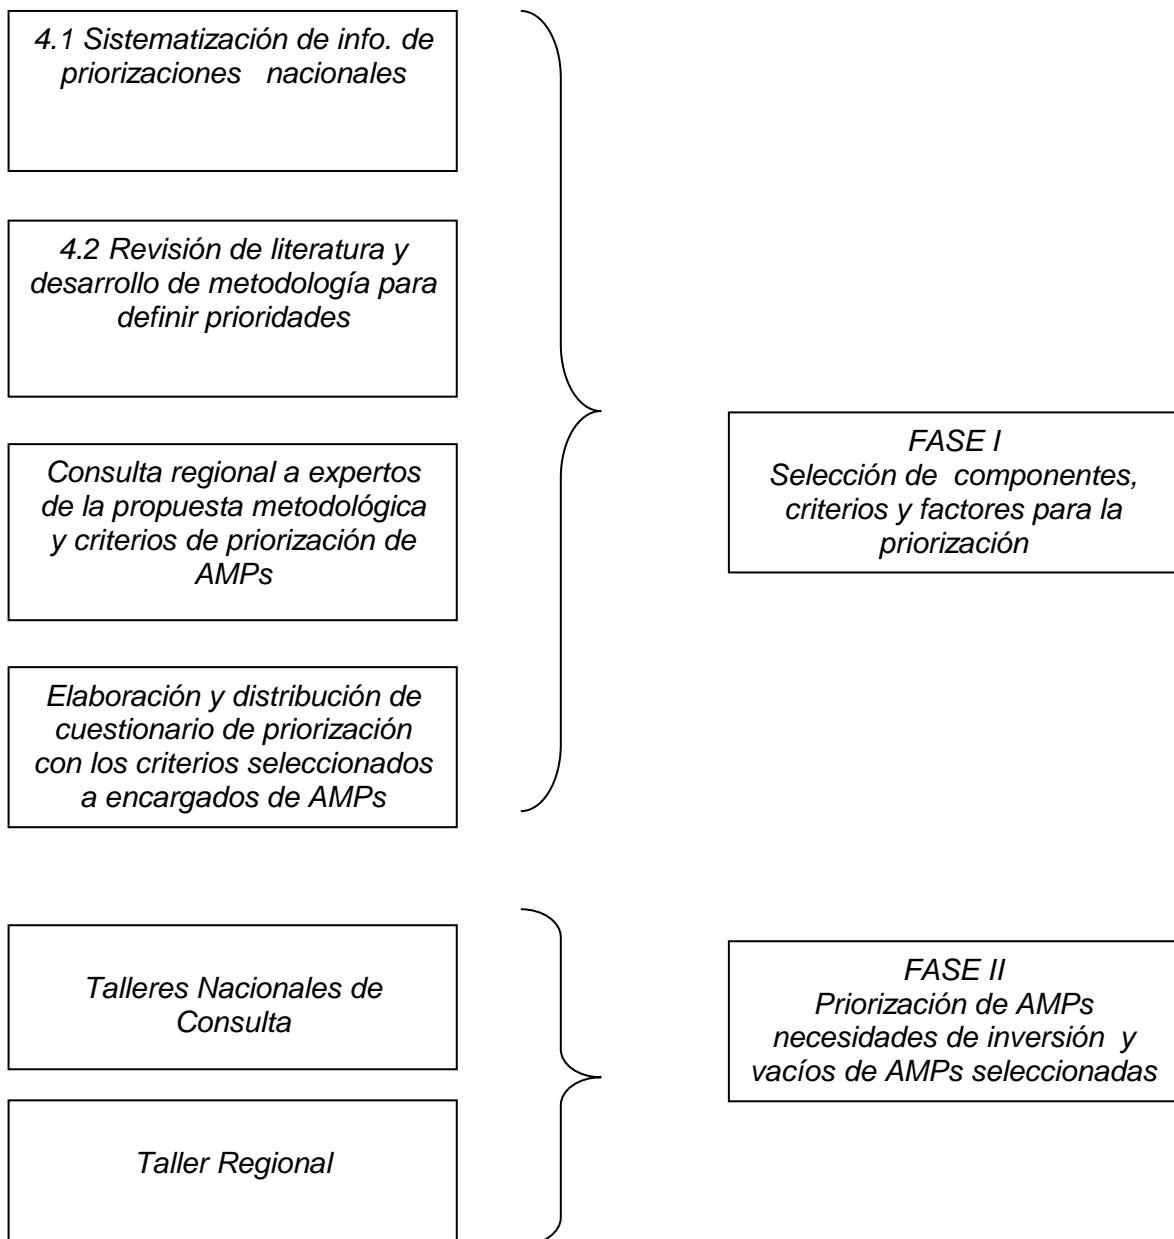 4.1 Sistematización de info. de
priorizaciones nacionales
4.2 Revisión de literatura y
desarrollo de metodología para
definir prioridades
Consulta regional a expertos
de la propuesta metodológica
y criterios de priorización de
AMPs
Elaboración y distribución de
cuestionario de priorización
con los criterios seleccionados
a encargados de AMPs
FASE I
Selección de componentes,
criterios y factores para la
priorización
Talleres Nacionales de
Consulta
Taller Regional
FASE II
Priorización de AMPs
necesidades de inversión y
vacíos de AMPs seleccionadas